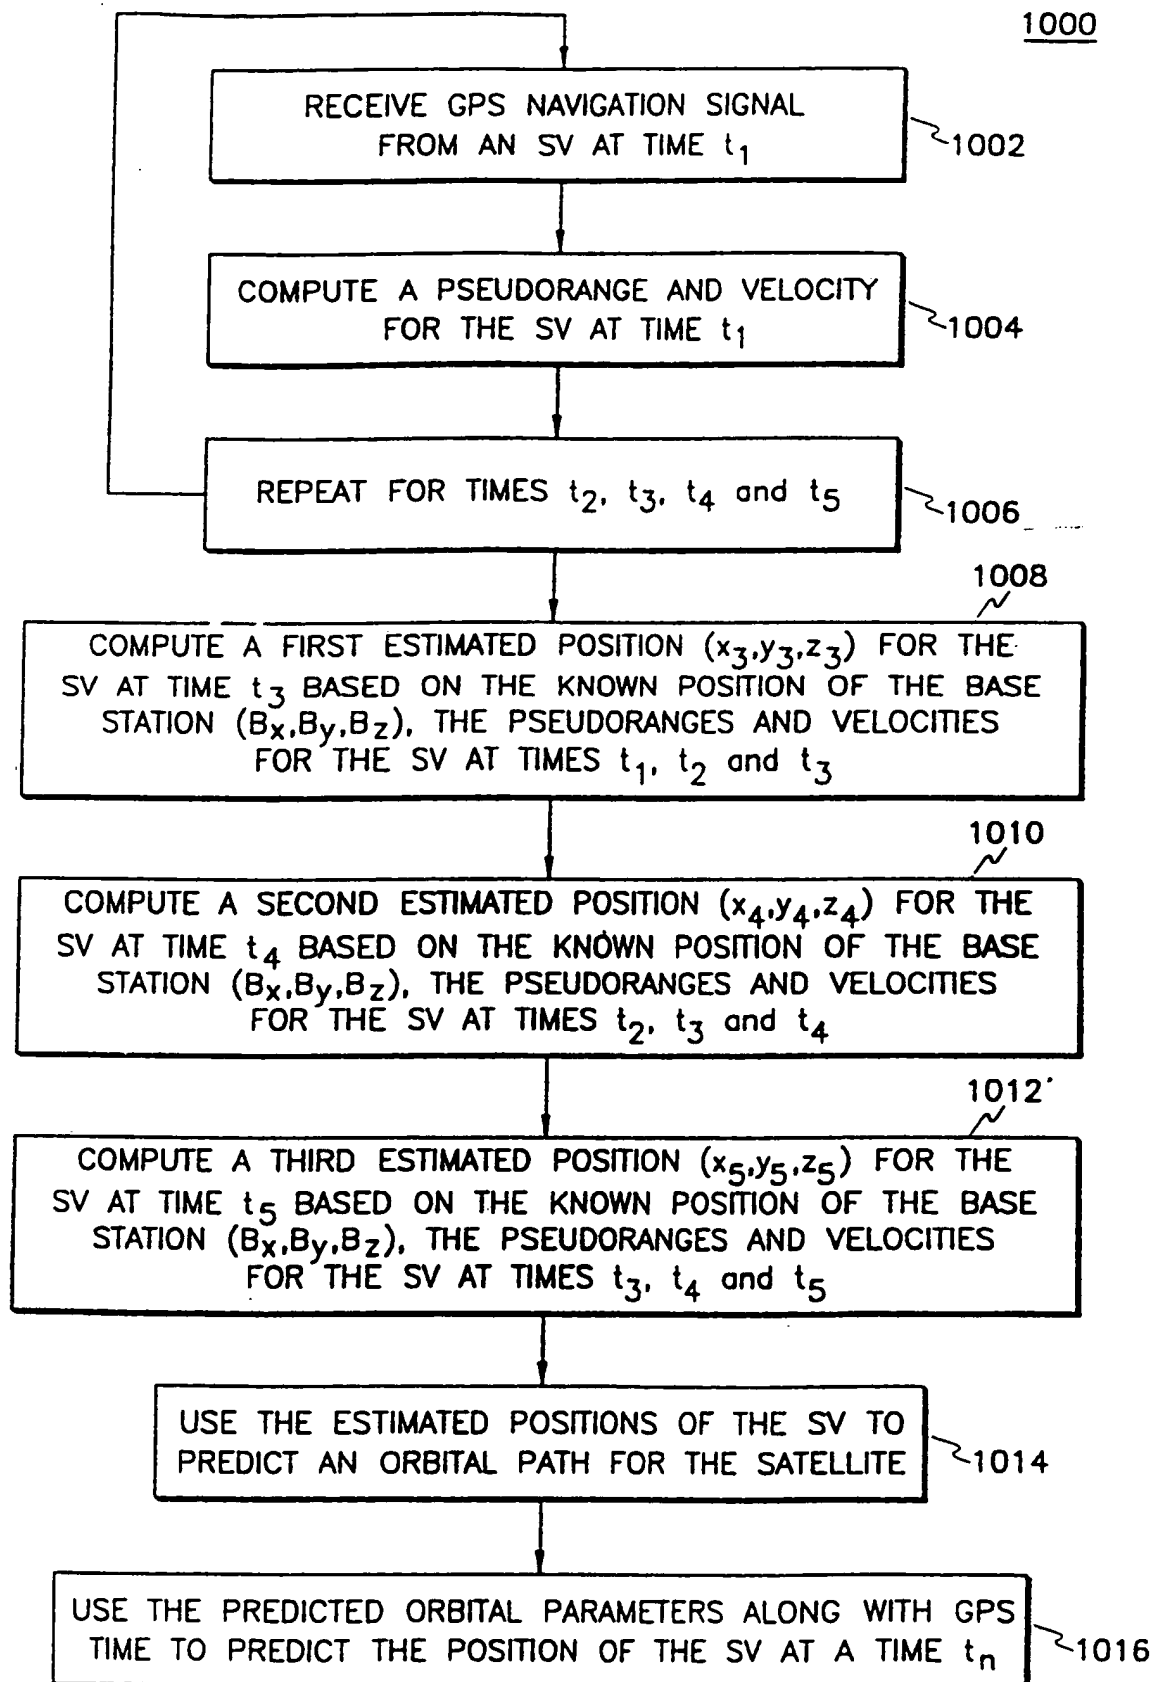 1000
RECEIVE GPS NAVIGATION SIGNAL
FROM AN SV AT TIME t₁
1002
COMPUTE A PSEUDORANGE AND VELOCITY
FOR THE SV AT TIME t₁
1004
REPEAT FOR TIMES t₂, t₃, t₄ and t₅
1006
1008
COMPUTE A FIRST ESTIMATED POSITION (x₃,y₃,z₃) FOR THE
SV AT TIME t₃ BASED ON THE KNOWN POSITION OF THE BASE
STATION (Bx,By,Bz), THE PSEUDORANGES AND VELOCITIES
FOR THE SV AT TIMES t₁, t₂ and t₃
1010
COMPUTE A SECOND ESTIMATED POSITION (x₄,y₄,z₄) FOR THE
SV AT TIME t₄ BASED ON THE KNOWN POSITION OF THE BASE
STATION (Bx,By,Bz), THE PSEUDORANGES AND VELOCITIES
FOR THE SV AT TIMES t₂, t₃ and t₄
1012
COMPUTE A THIRD ESTIMATED POSITION (x₅,y₅,z₅) FOR THE
SV AT TIME t₅ BASED ON THE KNOWN POSITION OF THE BASE
STATION (Bx,By,Bz), THE PSEUDORANGES AND VELOCITIES
FOR THE SV AT TIMES t₃, t₄ and t₅
USE THE ESTIMATED POSITIONS OF THE SV TO
PREDICT AN ORBITAL PATH FOR THE SATELLITE
1014
USE THE PREDICTED ORBITAL PARAMETERS ALONG WITH GPS
TIME TO PREDICT THE POSITION OF THE SV AT A TIME tₙ
1016